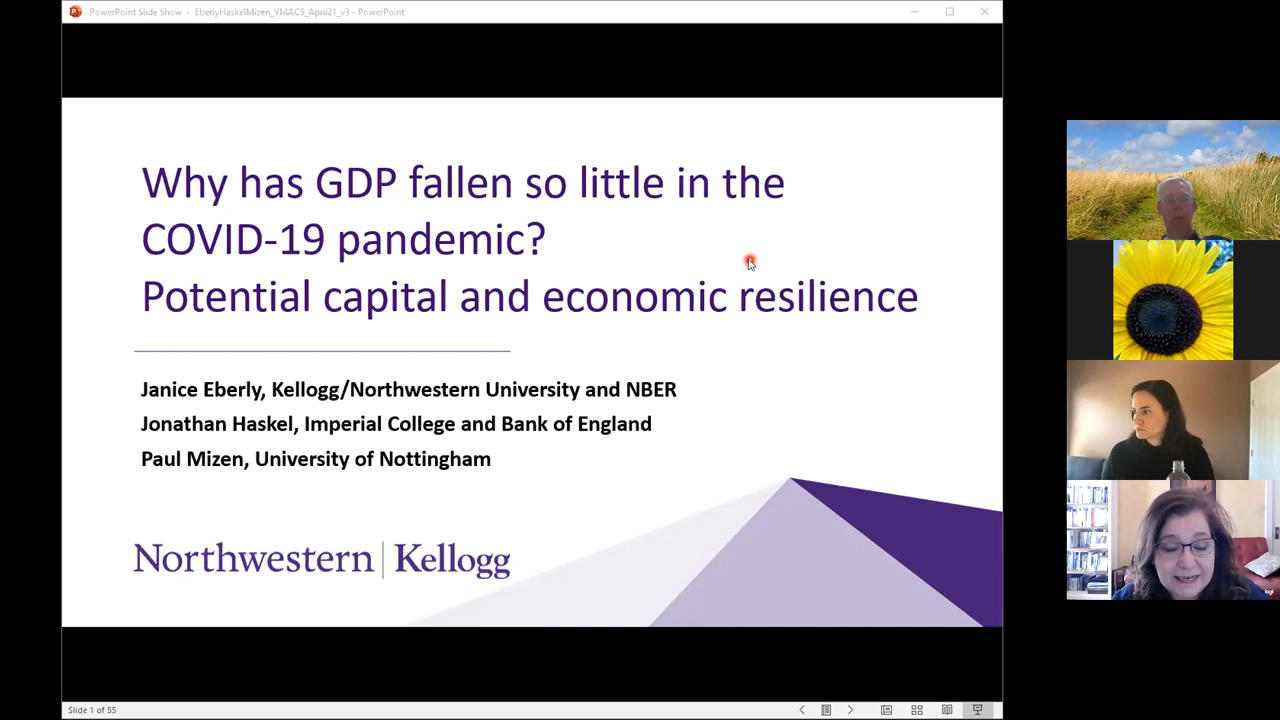 PowerPoint Slide Show - EberlyHaskelMizen_VMACS_April21_v3 - PowerPoint
Why has GDP fallen so little in the
COVID-19 pandemic?
Potential capital and economic resilience
Janice Eberly, Kellogg/Northwestern University and NBER
Jonathan Haskel, Imperial College and Bank of England
Paul Mizen, University of Nottingham
Northwestern | Kellogg
logi
Slide 1 of 55